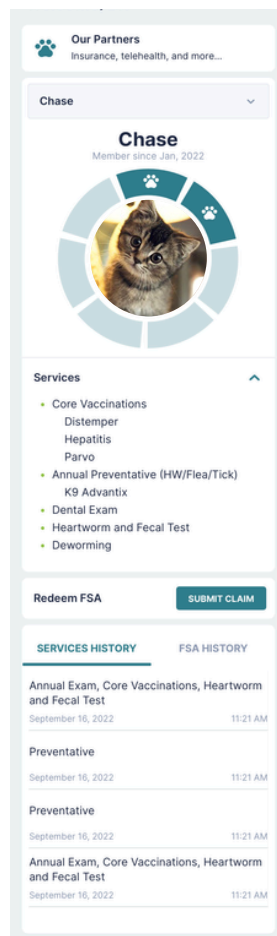 Our Partners
Insurance, telehealth, and more...
Chase
Chase
Member since Jan, 2022
Services
• Core Vaccinations
Distemper
Hepatitis
Parvo
• Annual Preventative (HW/Flea/Tick)
K9 Advantix
• Dental Exam
• Heartworm and Fecal Test
• Deworming
Redeem FSA
SUBMIT CLAIM
SERVICES HISTORY
FSA HISTORY
Annual Exam, Core Vaccinations, Heartworm
and Fecal Test
September 16, 2022
11:21 AM
Preventative
September 16, 2022
11:21 AM
Preventative
September 16, 2022
11:21 AM
Annual Exam, Core Vaccinations, Heartworm
and Fecal Test
September 16, 2022
11:21 AM